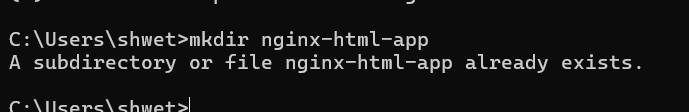 C:\Users\shwet>mkdir nginx-html-app
A subdirectory or file nginx-html-app already exists.
C:\Users\shwet>